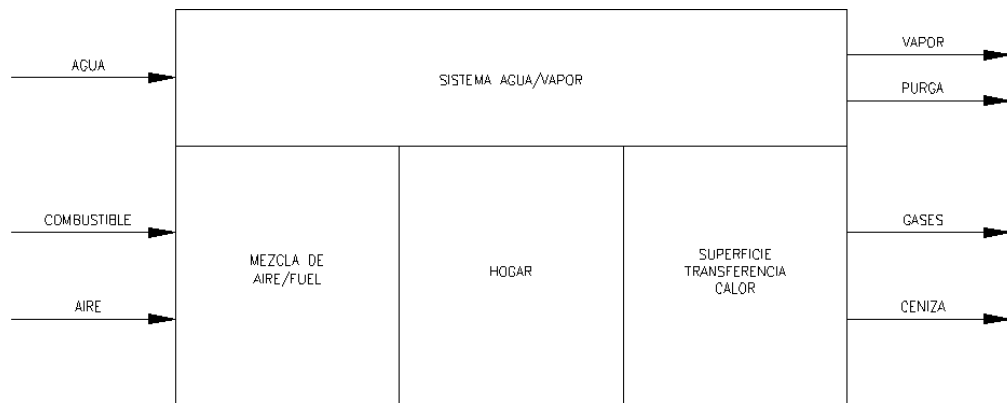 AGUA
SISTEMA AGUA/VAPOR
VAPOR
PURGA
COMBUSTIBLE
AIRE
MEZCLA DE
AIRE/FUEL
HOGAR
SUPERFICIE
TRANSFERENCIA
CALOR
GASES
CENIZA